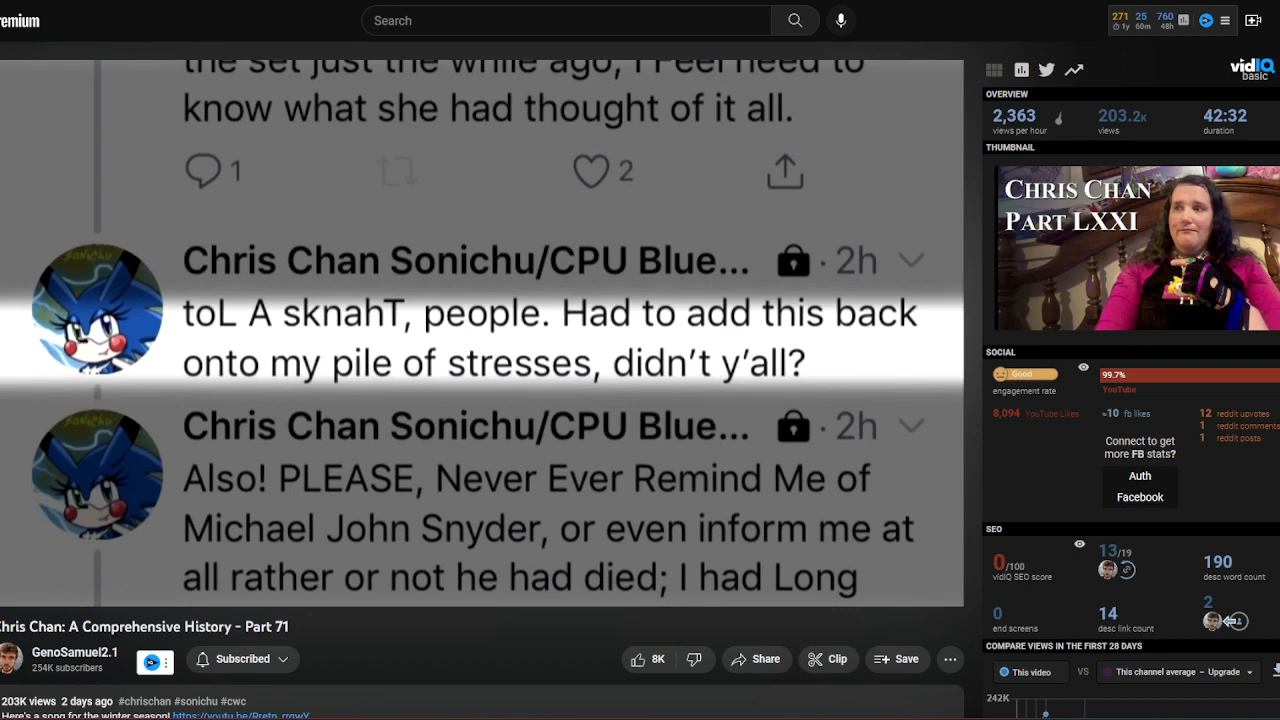 remium
Search
271 25 760
1y 60m 48h
the set just the while ago, I Feel need to
know what she had thought of it all.
1
2
Chris Chan Sonichu/CPU Blue... · 2h
toL A sknahT, people. Had to add this back
onto my pile of stresses, didn't y'all?
Chris Chan Sonichu/CPU Blue... · 2h
Also! PLEASE, Never Ever Remind Me of
Michael John Snyder, or even inform me at
all rather or not he had died; I had Long
Chris Chan: A Comprehensive History - Part 71
GenoSamuel2.1
254K subscribers
Subscribed
8K
Share
Clip
Save
203K views 2 days ago #chrischan #sonichu #cwc
Here's a song for the winter season!
vidIQ
basic
OVERVIEW
2,363
views per hour
203.2K
views
42:32
duration
THUMBNAIL
CHRIS CHAN
PART LXXI
SOCIAL
Good
engagement rate
99.7%
YouTube
8,094 YouTube Likes
≈10 fb likes
12 reddit upvotes
1 reddit comments
1 reddit posts
Connect to get
more FB stats?
Auth
Facebook
SEO
0/100
vidIQ SEO score
13/19
190
desc word count
0
end screens
14
desc link count
2
COMPARE VIEWS IN THE FIRST 28 DAYS
This video VS This channel average – Upgrade
242K